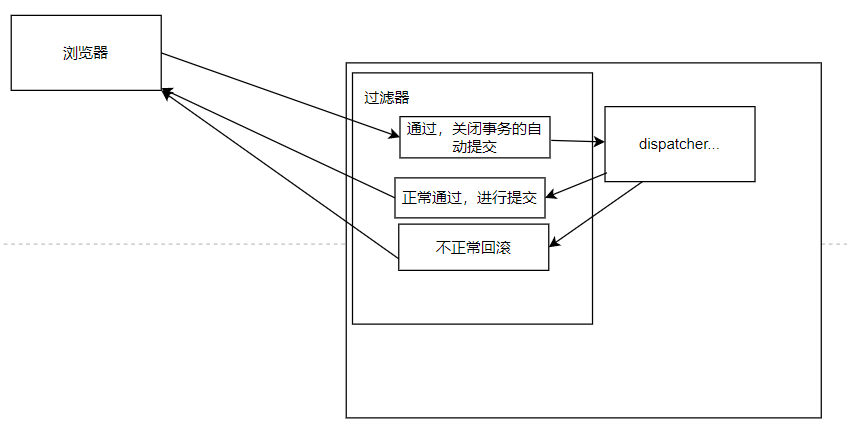 浏览器
过滤器
通过，关闭事务的自
动提交
dispatcher...
正常通过，进行提交
不正常回滚